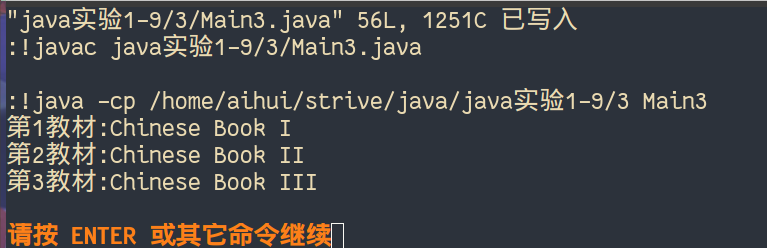 "java实验1-9/3/Main3.java" 56L, 1251C 已写入
:!javac java实验1-9/3/Main3.java
:!java -cp /home/aihui/strive/java/java实验1-9/3 Main3
第1教材:Chinese Book I
第2教材:Chinese Book II
第3教材:Chinese Book III
请按 ENTER 或其它命令继续